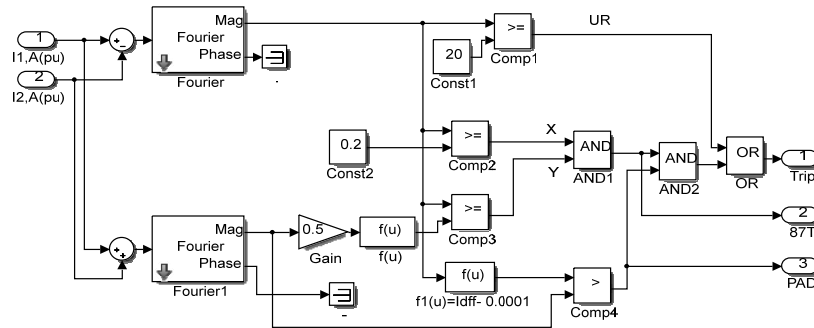 1
I1,A(pu)
2
I2,A(pu)
+
-
Mag
Fourier
Phase
Fourier
20
Const1
>=
Comp1
UR
0.2
Const2
>=
Comp2
X
Y
AND
AND1
AND
AND2
OR
OR
1
Trip
>=
Comp3
2
87T
+
+
Mag
Fourier
Phase
Fourier1
0.5
Gain
f(u)
f(u)
f(u)
f1(u)=Idff- 0.0001
>
Comp4
3
PAD